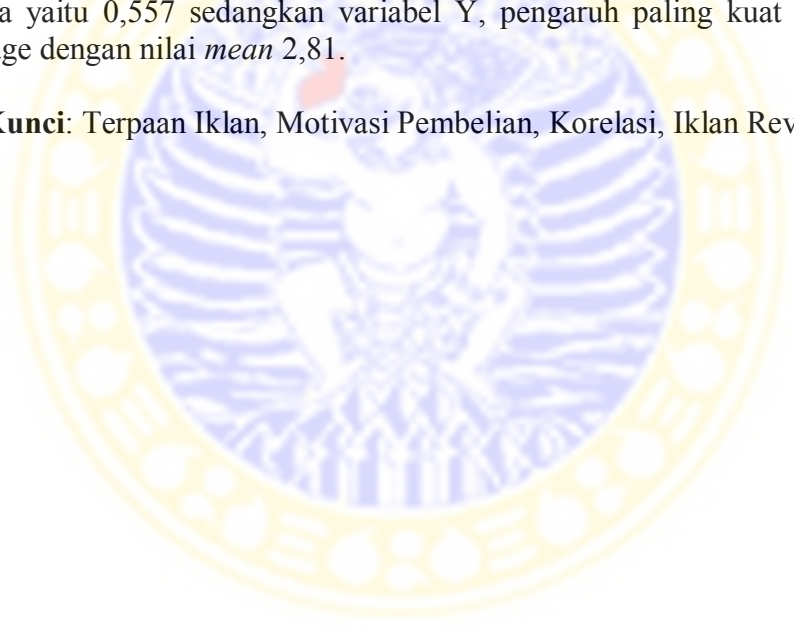 a yaitu 0,557 sedangkan variabel Y, pengaruh paling kuat
ge dengan nilai mean 2,81.
Kunci: Terpaan Iklan, Motivasi Pembelian, Korelasi, Iklan Rev